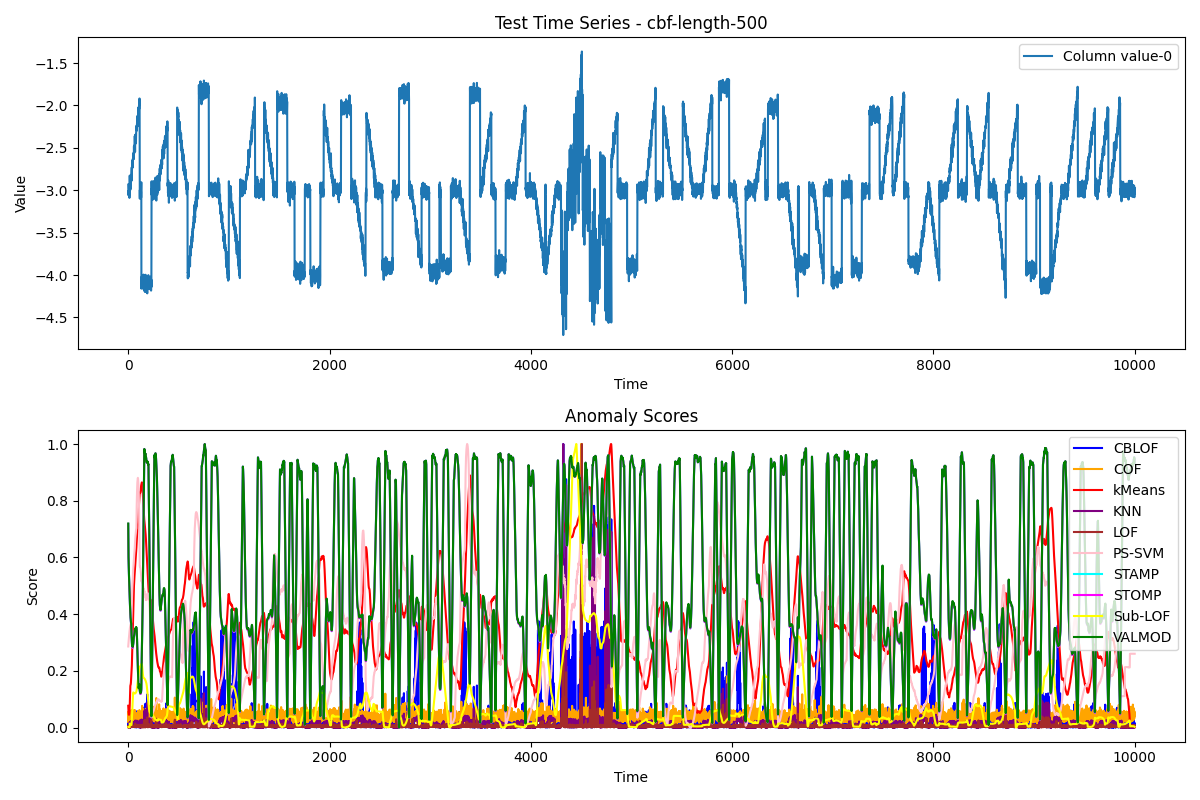 Test Time Series - cbf-length-500
Column value-0
Value
−1.5
−2.0
−2.5
−3.0
−3.5
−4.0
−4.5
0 2000 4000 6000 8000 10000
Time
Anomaly Scores
Score
1.0
0.8
0.6
0.4
0.2
0.0
CBLOF
COF
kMeans
KNN
LOF
PS-SVM
STAMP
STOMP
Sub-LOF
VALMOD
0 2000 4000 6000 8000 10000
Time